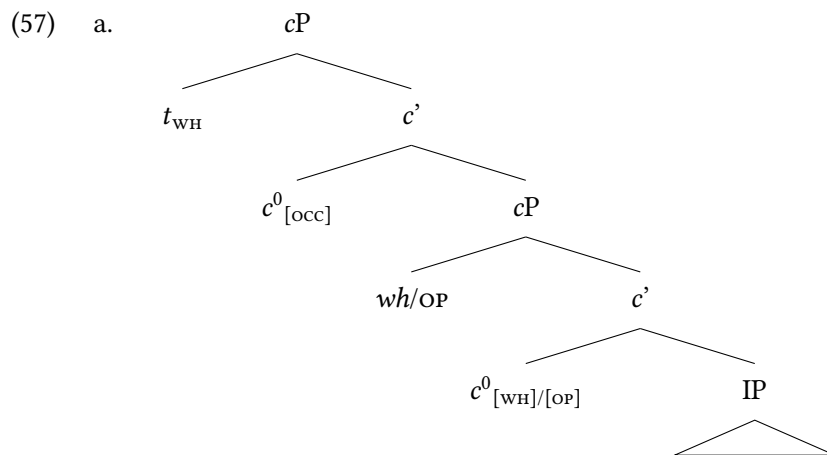 (57) a. cP
t_WH c’
c⁰[OCC] cP
wh/OP c’
c⁰[WH]/[OP] IP